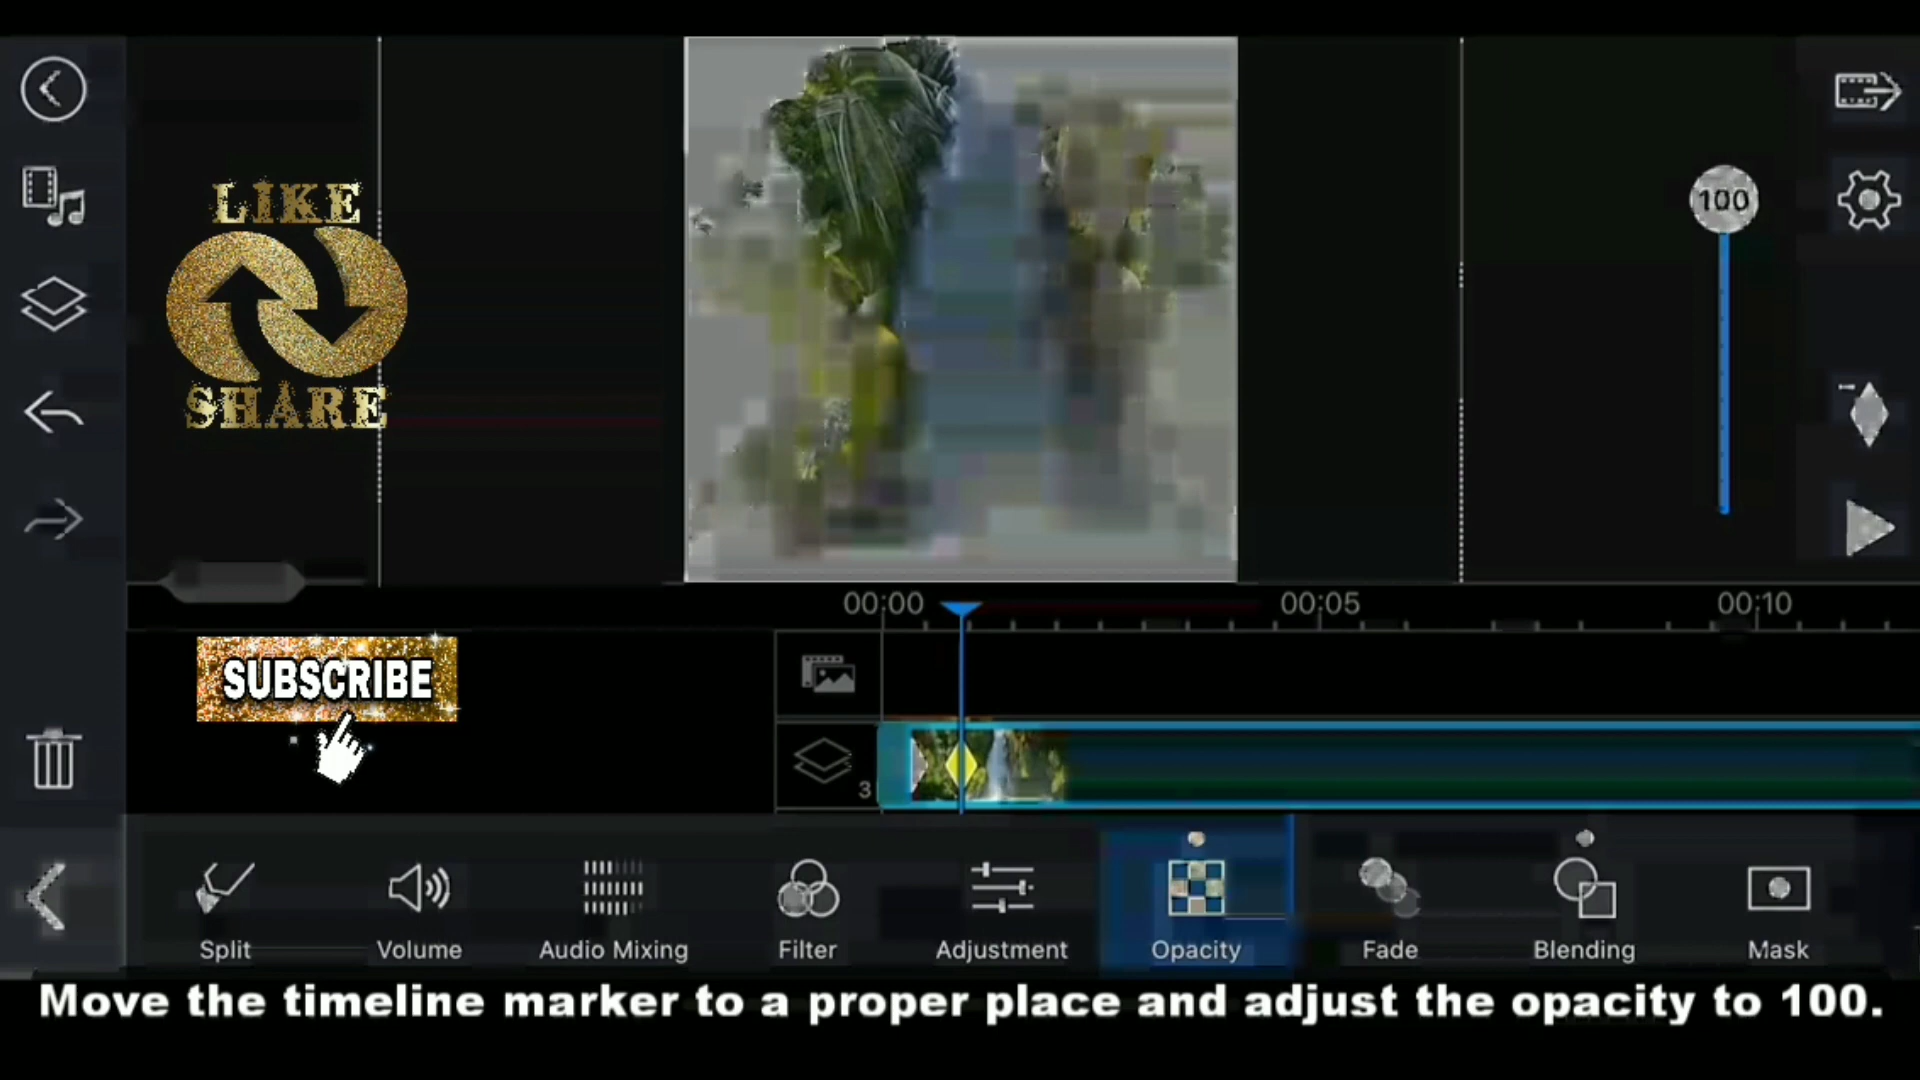 LIKE
SHARE
100
00:00
00:05
00:10
SUBSCRIBE
3
Split
Volume
Audio Mixing
Filter
Adjustment
Opacity
Fade
Blending
Mask
Move the timeline marker to a proper place and adjust the opacity to 100.